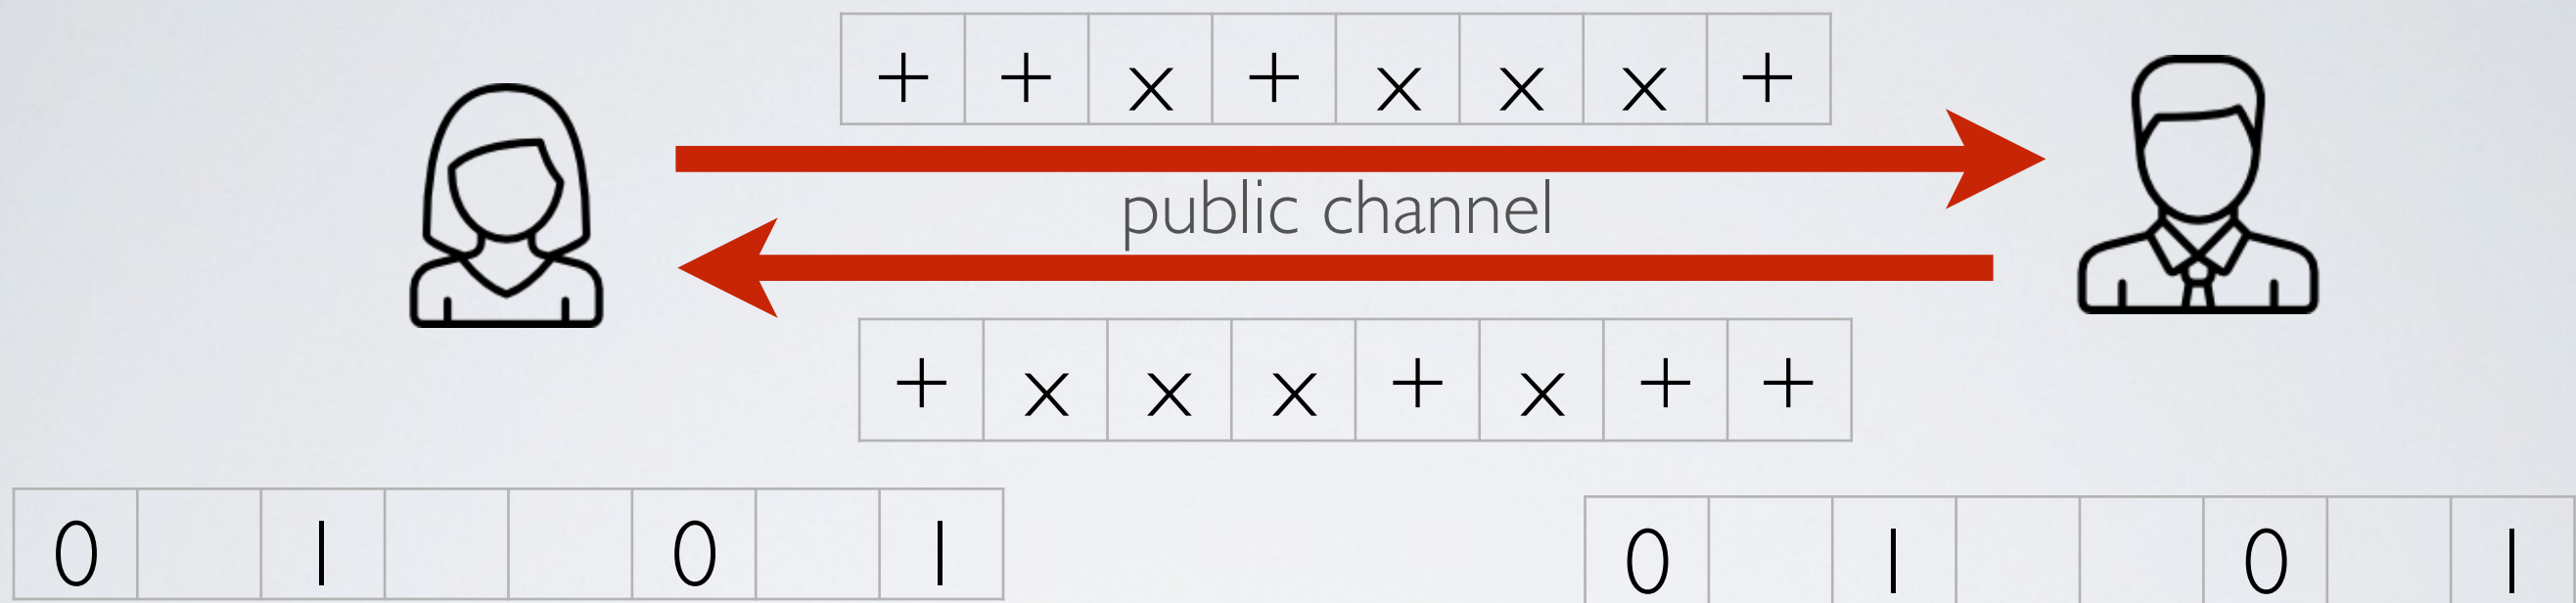 + + x + x x x +
public channel
+ x x x + x + +
0 1 0 1
0 1 0 1